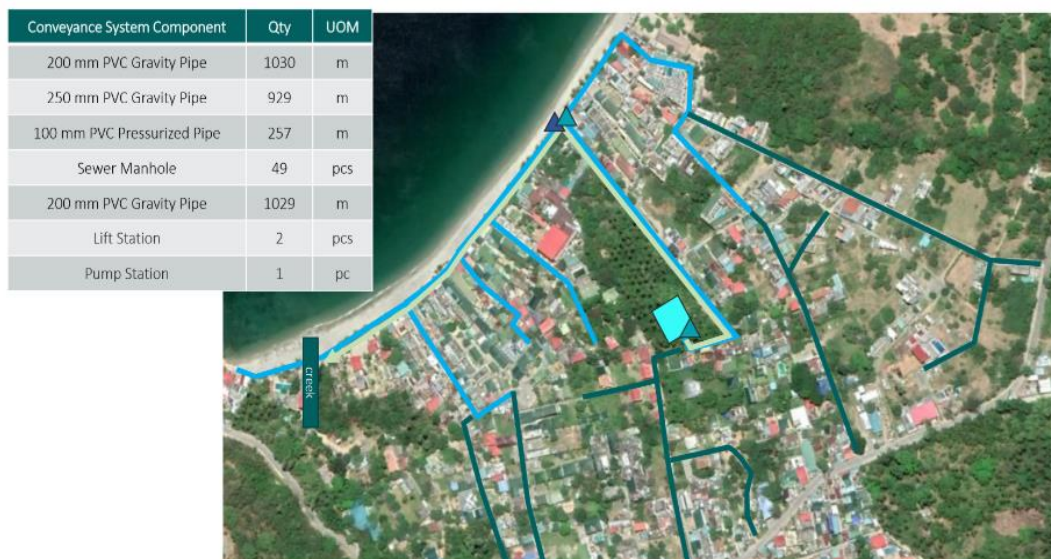 Conveyance System Component Qty UOM
200 mm PVC Gravity Pipe 1030 m
250 mm PVC Gravity Pipe 929 m
100 mm PVC Pressurized Pipe 257 m
Sewer Manhole 49 pcs
200 mm PVC Gravity Pipe 1029 m
Lift Station 2 pcs
Pump Station 1 pc
creek